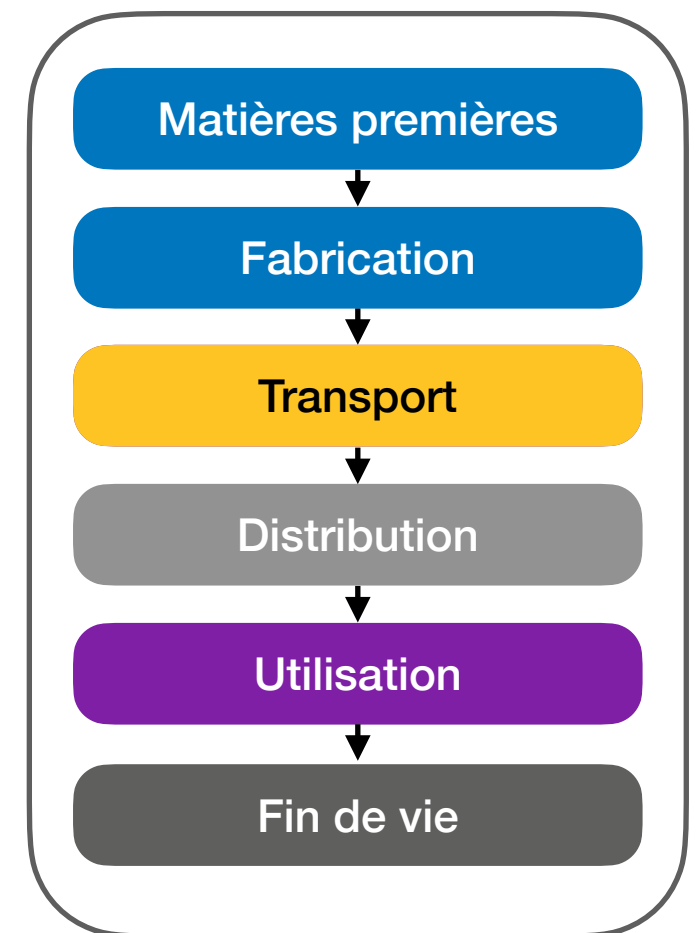 Matières premières
Fabrication
Transport
Distribution
Utilisation
Fin de vie